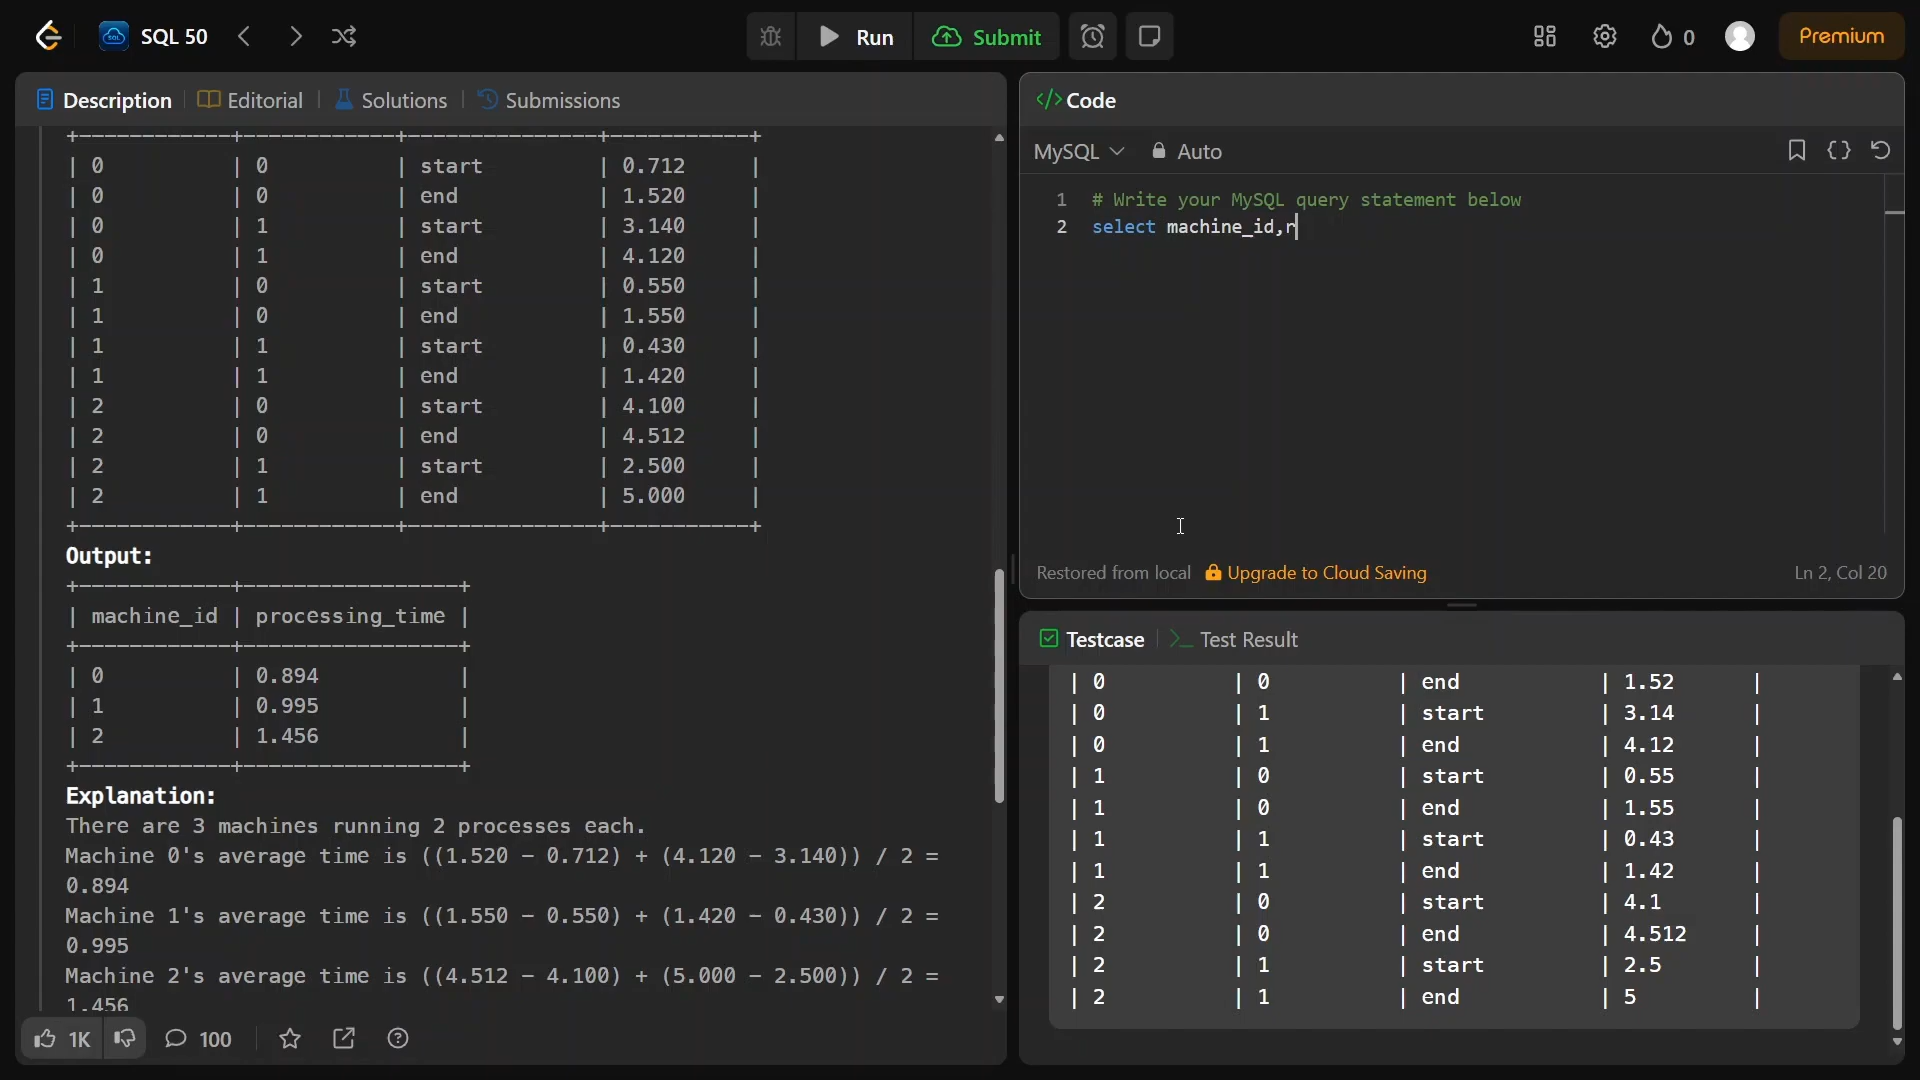 SQL 50
Run
Submit
0
Premium
Description
Editorial
Solutions
Submissions
| 0 | 0 | start | 0.712 |
| 0 | 0 | end | 1.520 |
| 0 | 1 | start | 3.140 |
| 0 | 1 | end | 4.120 |
| 1 | 0 | start | 0.550 |
| 1 | 0 | end | 1.550 |
| 1 | 1 | start | 0.430 |
| 1 | 1 | end | 1.420 |
| 2 | 0 | start | 4.100 |
| 2 | 0 | end | 4.512 |
| 2 | 1 | start | 2.500 |
| 2 | 1 | end | 5.000 |
Output:
| machine_id | processing_time |
| 0 | 0.894 |
| 1 | 0.995 |
| 2 | 1.456 |
Explanation:
There are 3 machines running 2 processes each.
Machine 0's average time is ((1.520 - 0.712) + (4.120 - 3.140)) / 2 =
0.894
Machine 1's average time is ((1.550 - 0.550) + (1.420 - 0.430)) / 2 =
0.995
Machine 2's average time is ((4.512 - 4.100) + (5.000 - 2.500)) / 2 =
1.456
1K
100
</> Code
MySQL
Auto
1 # Write your MySQL query statement below
2 select machine_id,r
Restored from local
Upgrade to Cloud Saving
Ln 2, Col 20
Testcase
Test Result
| 0 | 0 | end | 1.52 |
| 0 | 1 | start | 3.14 |
| 0 | 1 | end | 4.12 |
| 1 | 0 | start | 0.55 |
| 1 | 0 | end | 1.55 |
| 1 | 1 | start | 0.43 |
| 1 | 1 | end | 1.42 |
| 2 | 0 | start | 4.1 |
| 2 | 0 | end | 4.512 |
| 2 | 1 | start | 2.5 |
| 2 | 1 | end | 5 |